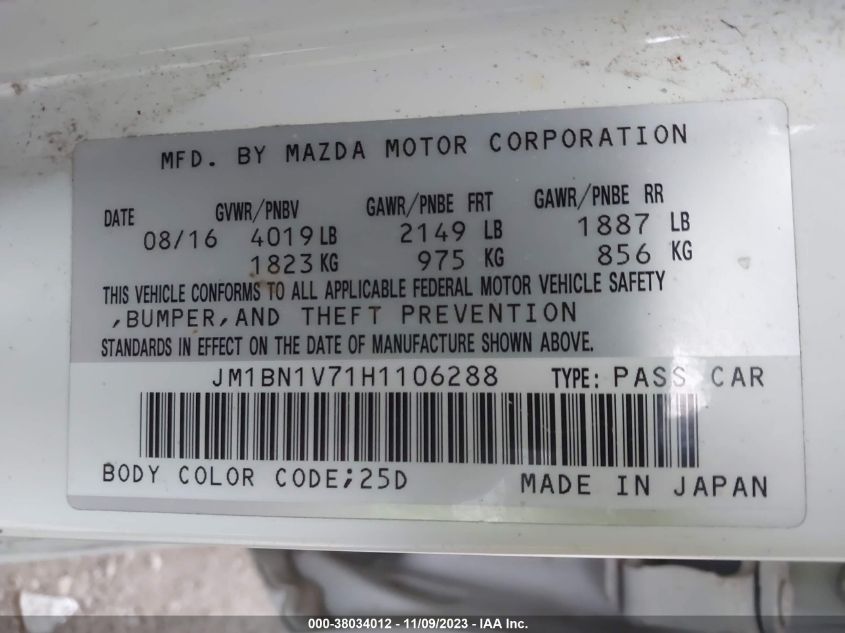 MFD. BY MAZDA MOTOR CORPORATION
DATE GVWR/PNBV GAWR/PNBE FRT GAWR/PNBE RR
08/16 4019 LB 2149 LB 1887 LB
1823 KG 975 KG 856 KG
THIS VEHICLE CONFORMS TO ALL APPLICABLE FEDERAL MOTOR VEHICLE SAFETY
,BUMPER,AND THEFT PREVENTION
STANDARDS IN EFFECT ON THE DATE OF MANUFACTURE SHOWN ABOVE.
JM1BN1V71H1106288 TYPE: PASS CAR
BODY COLOR CODE;25D MADE IN JAPAN
000-38034012 - 11/09/2023 - IAA Inc.